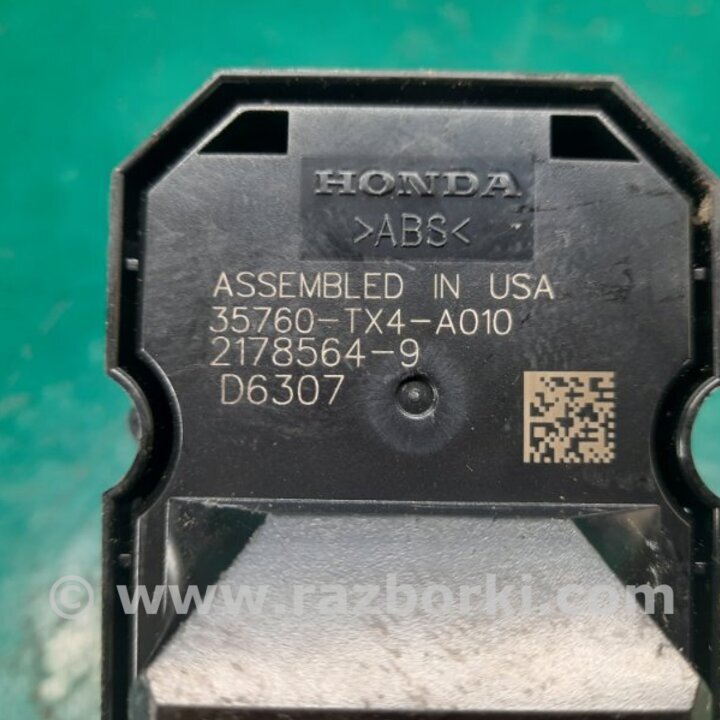 HONDA
>ABS<
ASSEMBLED IN USA
35760-TX4-A010
2178564-9
D6307
© www.razborki.com